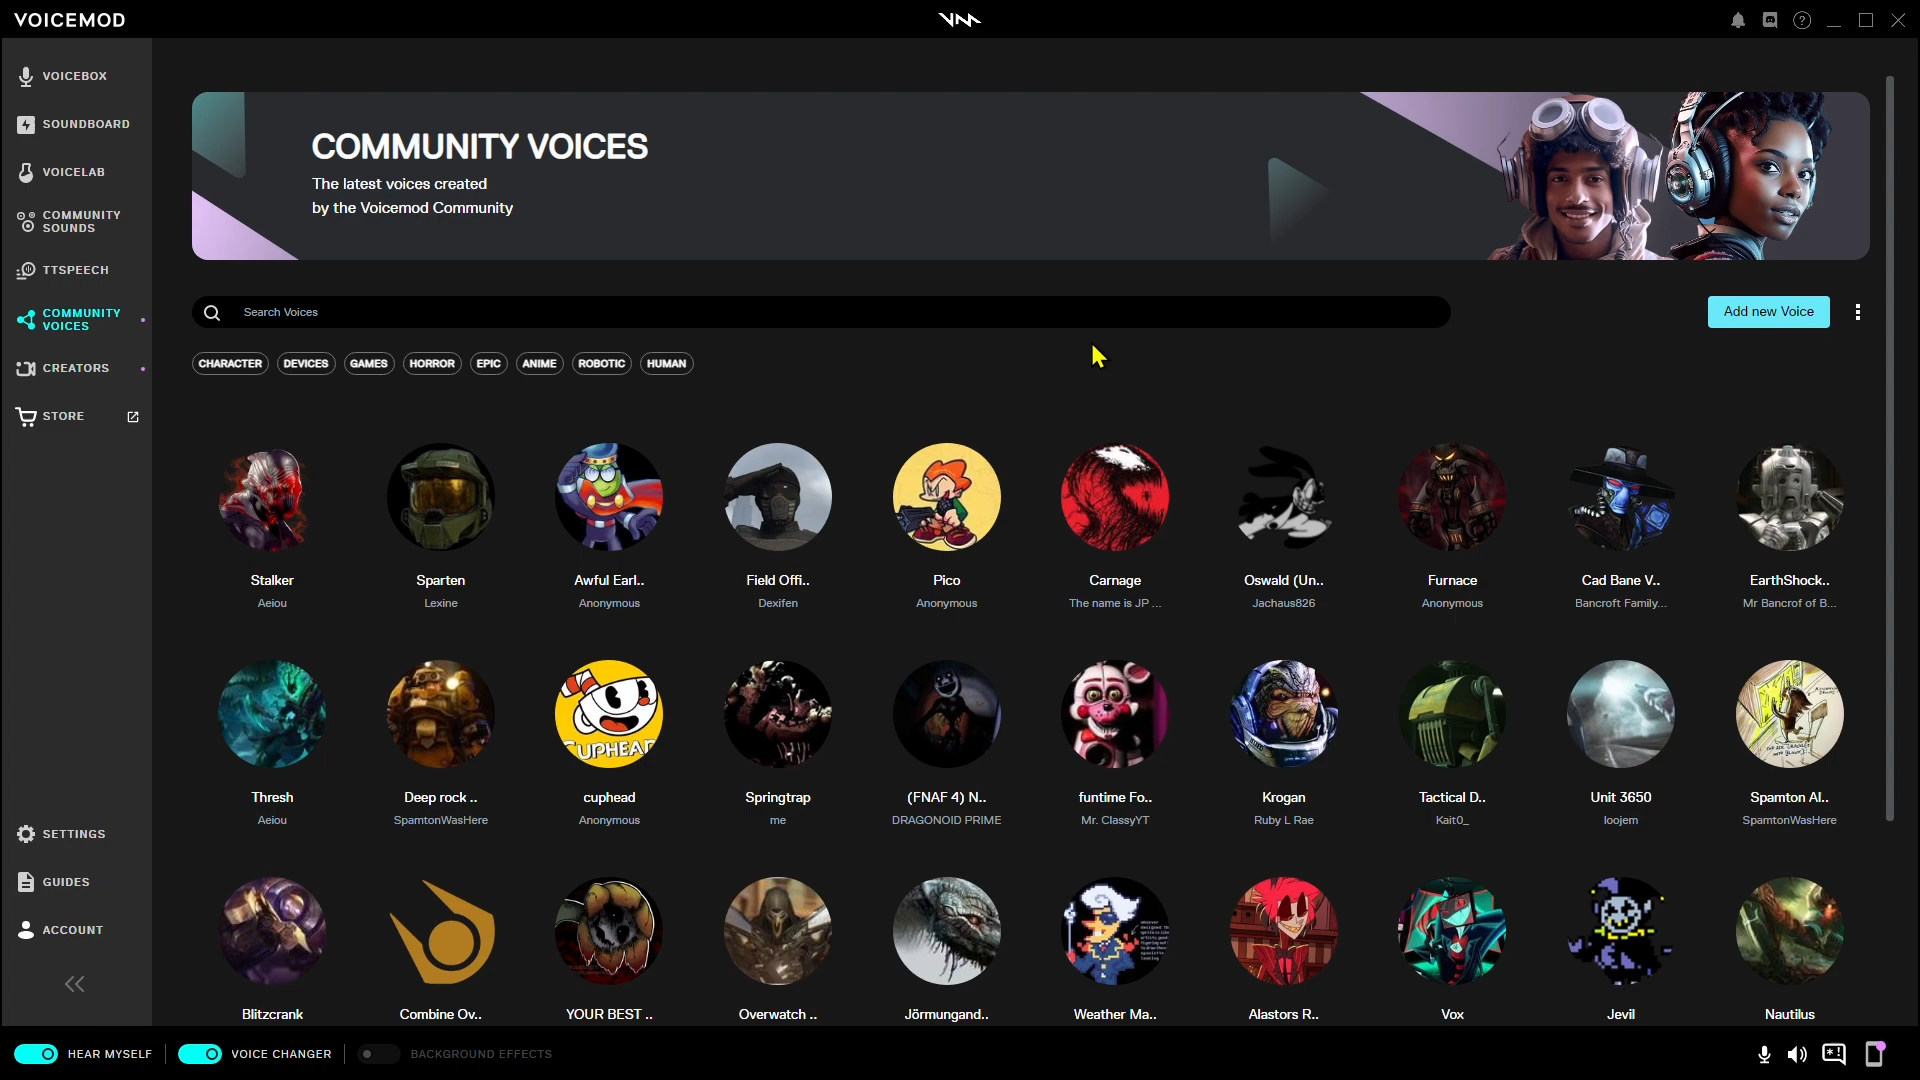 VOICEMOD
VOICEBOX
SOUNDBOARD
VOICELAB
COMMUNITY
SOUNDS
TTSPEECH
COMMUNITY
VOICES
CREATORS
STORE
SETTINGS
GUIDES
ACCOUNT
COMMUNITY VOICES
The latest voices created
by the Voicemod Community
Search Voices
Add new Voice
CHARACTER DEVICES GAMES HORROR EPIC ANIME ROBOTIC HUMAN
Stalker Sparten Awful Earl.. Field Offi.. Pico Carnage Oswald (Un.. Furnace Cad Bane V.. EarthShock..
Aeiou Lexine Anonymous Dexifen Anonymous The name is JP ... Jachaus826 Anonymous Bancroft Family... Mr Bancrof of B...
CUPHEAD
Thresh Deep rock .. cuphead Springtrap (FNAF 4) N.. funtime Fo.. Krogan Tactical D.. Unit 3650 Spamton Al..
Aeiou SpamtonWasHere Anonymous me DRAGONOID PRIME Mr. ClassyYT Ruby L Rae Kait0_ loojem SpamtonWasHere
Blitzcrank Combine Ov.. YOUR BEST .. Overwatch .. Jörmungand.. Weather Ma.. Alastors R.. Vox Jevil Nautilus
HEAR MYSELF VOICE CHANGER BACKGROUND EFFECTS